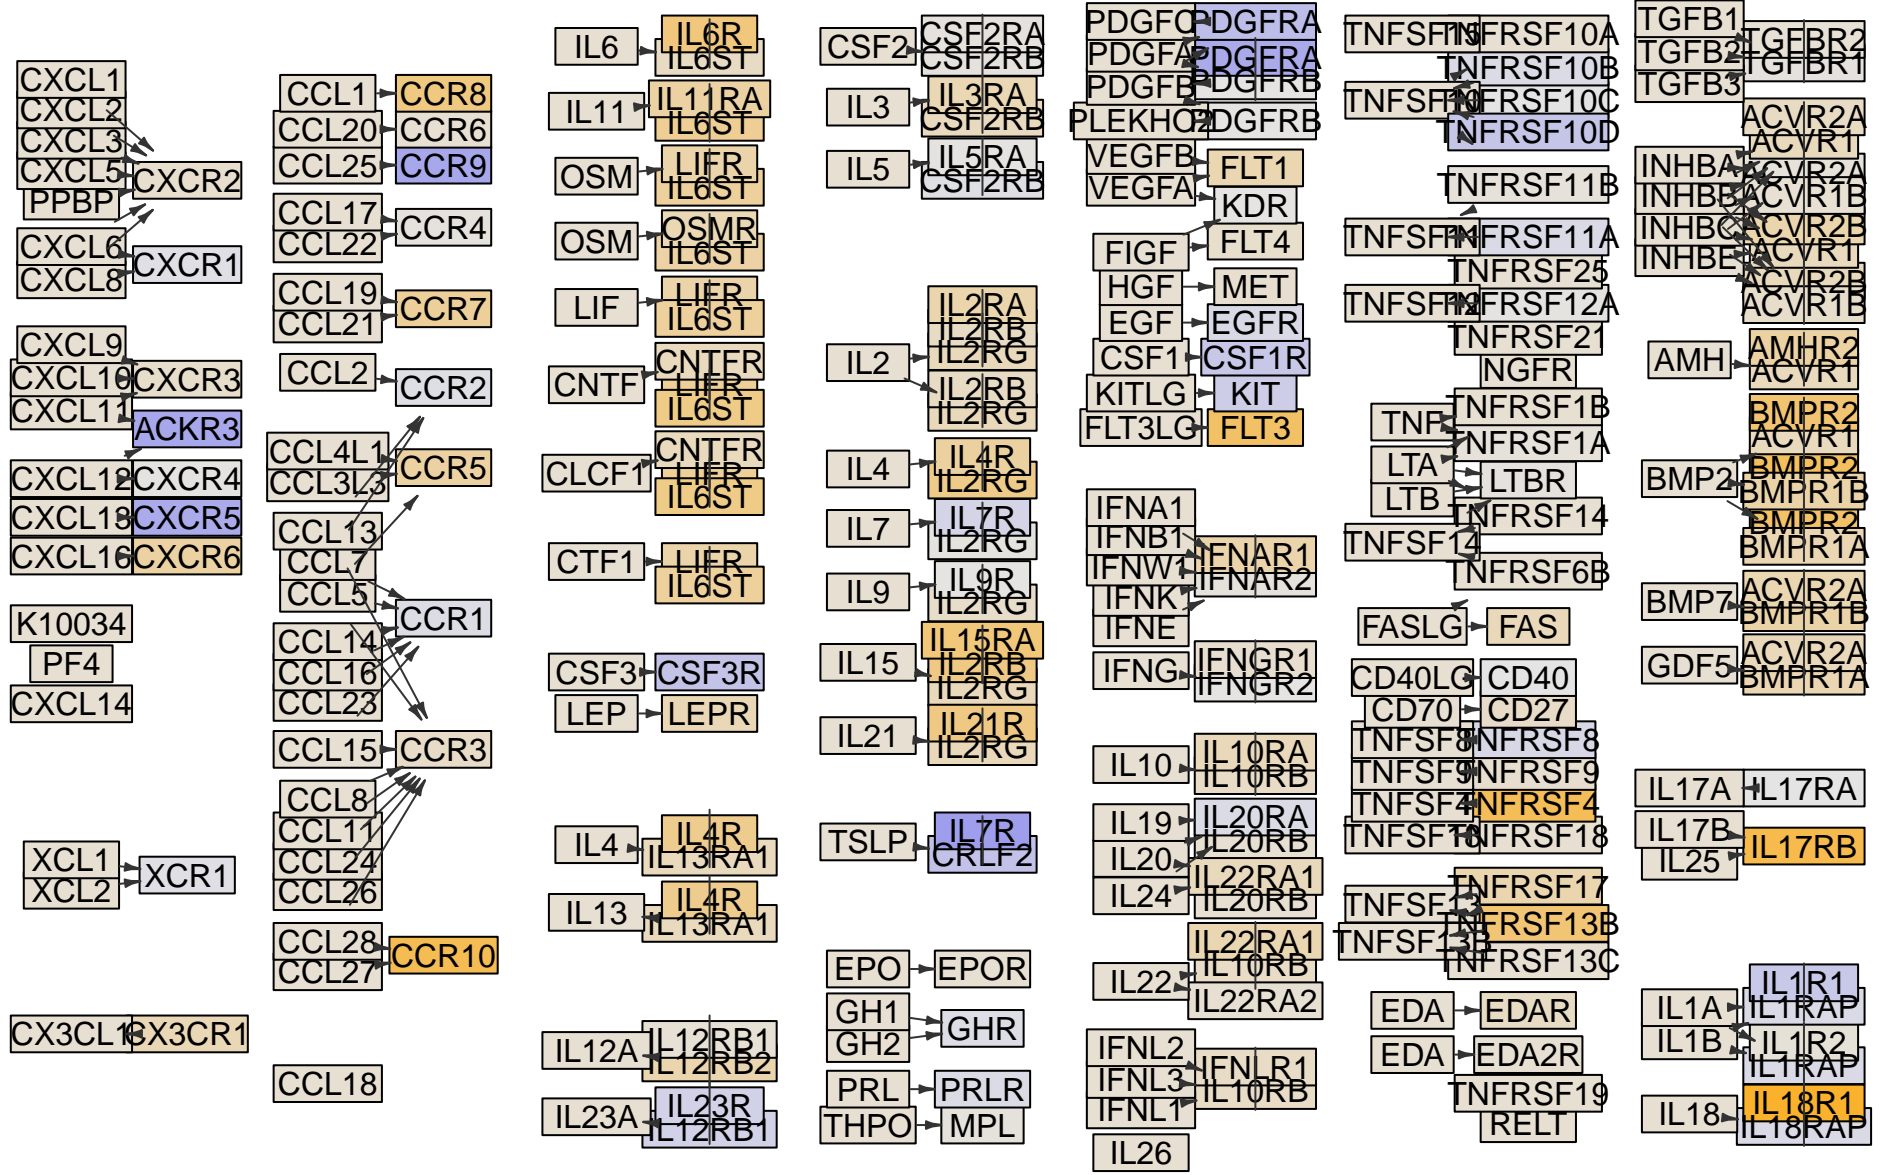 CXCL1
CXCL2
CXCL3
CXCL5
PPBP
CXCR2
CXCL6
CXCL8
CXCR1
CXCL9
CXCL10
CXCL11
CXCR3
ACKR3
CXCL12
CXCR4
CXCL13
CXCR5
CXCL16
CXCR6
K10034
PF4
CXCL14
XCL1
XCL2
XCR1
CX3CL1
CX3CR1
CCL1
CCR8
CCL20
CCR6
CCL25
CCR9
CCL17
CCL22
CCR4
CCL19
CCL21
CCR7
CCL2
CCR2
CCL4L1
CCL3L3
CCR5
CCL13
CCL7
CCL5
CCR1
CCL14
CCL16
CCL23
CCL15
CCR3
CCL8
CCL11
CCL24
CCL26
CCL28
CCL27
CCR10
CCL18
IL6
IL6R
IL6ST
IL11
IL11RA
IL6ST
OSM
LIFR
IL6ST
OSM
OSMR
IL6ST
LIF
LIFR
IL6ST
CNTF
CNTFR
LIFR
IL6ST
CLCF1
CNTFR
LIFR
IL6ST
CTF1
LIFR
IL6ST
CSF3
CSF3R
LEP
LEPR
IL4
IL4R
IL13RA1
IL13
IL4R
IL13RA1
IL12A
IL12RB1
IL12RB2
IL23A
IL23R
IL12RB1
CSF2
CSF2RA
CSF2RB
IL3
IL3RA
CSF2RB
IL5
IL5RA
CSF2RB
IL2
IL2RA
IL2RB
IL2RG
IL2RB
IL2RG
IL4
IL4R
IL2RG
IL7
IL7R
IL2RG
IL9
IL9R
IL2RG
IL15
IL15RA
IL2RB
IL2RG
IL21
IL21R
IL2RG
TSLP
IL7R
CRLF2
EPO
EPOR
GH1
GH2
GHR
PRL
PRLR
THPO
MPL
PDGFC
PDGFRA
PDGFA
PDGFRA
PDGFB
PDGFRB
PLEKHO2
PDGFRB
VEGFB
FLT1
VEGFA
KDR
FIGF
FLT4
HGF
MET
EGF
EGFR
CSF1
CSF1R
KITLG
KIT
FLT3LG
FLT3
IFNA1
IFNB1
IFNW1
IFNK
IFNE
IFNAR1
IFNAR2
IFNG
IFNGR1
IFNGR2
IL10
IL10RA
IL10RB
IL19
IL20
IL24
IL20RA
IL20RB
IL22RA1
IL20RB
IL22
IL22RA1
IL10RB
IL22RA2
IFNL2
IFNL3
IFNL1
IFNLR1
IL10RB
IL26
TNFSF15
TNFRSF10A
TNFRSF10B
TNFSF10
TNFRSF10C
TNFRSF10D
TNFRSF11B
TNFSF11
TNFRSF11A
TNFRSF25
TNFSF12
TNFRSF12A
TNFRSF21
NGFR
TNF
TNFRSF1B
TNFRSF1A
LTA
LTB
LTBR
TNFRSF14
TNFSF14
TNFRSF6B
FASLG
FAS
CD40LG
CD40
CD70
CD27
TNFSF8
TNFRSF8
TNFSF9
TNFRSF9
TNFSF4
TNFRSF4
TNFSF18
TNFRSF18
TNFRSF17
TNFSF13
TNFRSF13B
TNFSF13B
TNFRSF13C
EDA
EDAR
EDA
EDA2R
TNFRSF19
RELT
TGFB1
TGFB2
TGFB3
TGFBR2
TGFBR1
ACVR2A
ACVR1
INHBA
INHBB
INHBC
INHBE
ACVR2A
ACVR1B
ACVR2B
ACVR1
ACVR2B
ACVR1B
AMH
AMHR2
ACVR1
BMP2
BMPR2
ACVR1
BMPR2
BMPR1B
BMPR2
BMPR1A
BMP7
ACVR2A
BMPR1B
GDF5
ACVR2A
BMPR1A
IL17A
IL17RA
IL17B
IL25
IL17RB
IL1A
IL1B
IL1R1
IL1RAP
IL1R2
IL1RAP
IL18
IL18R1
IL18RAP